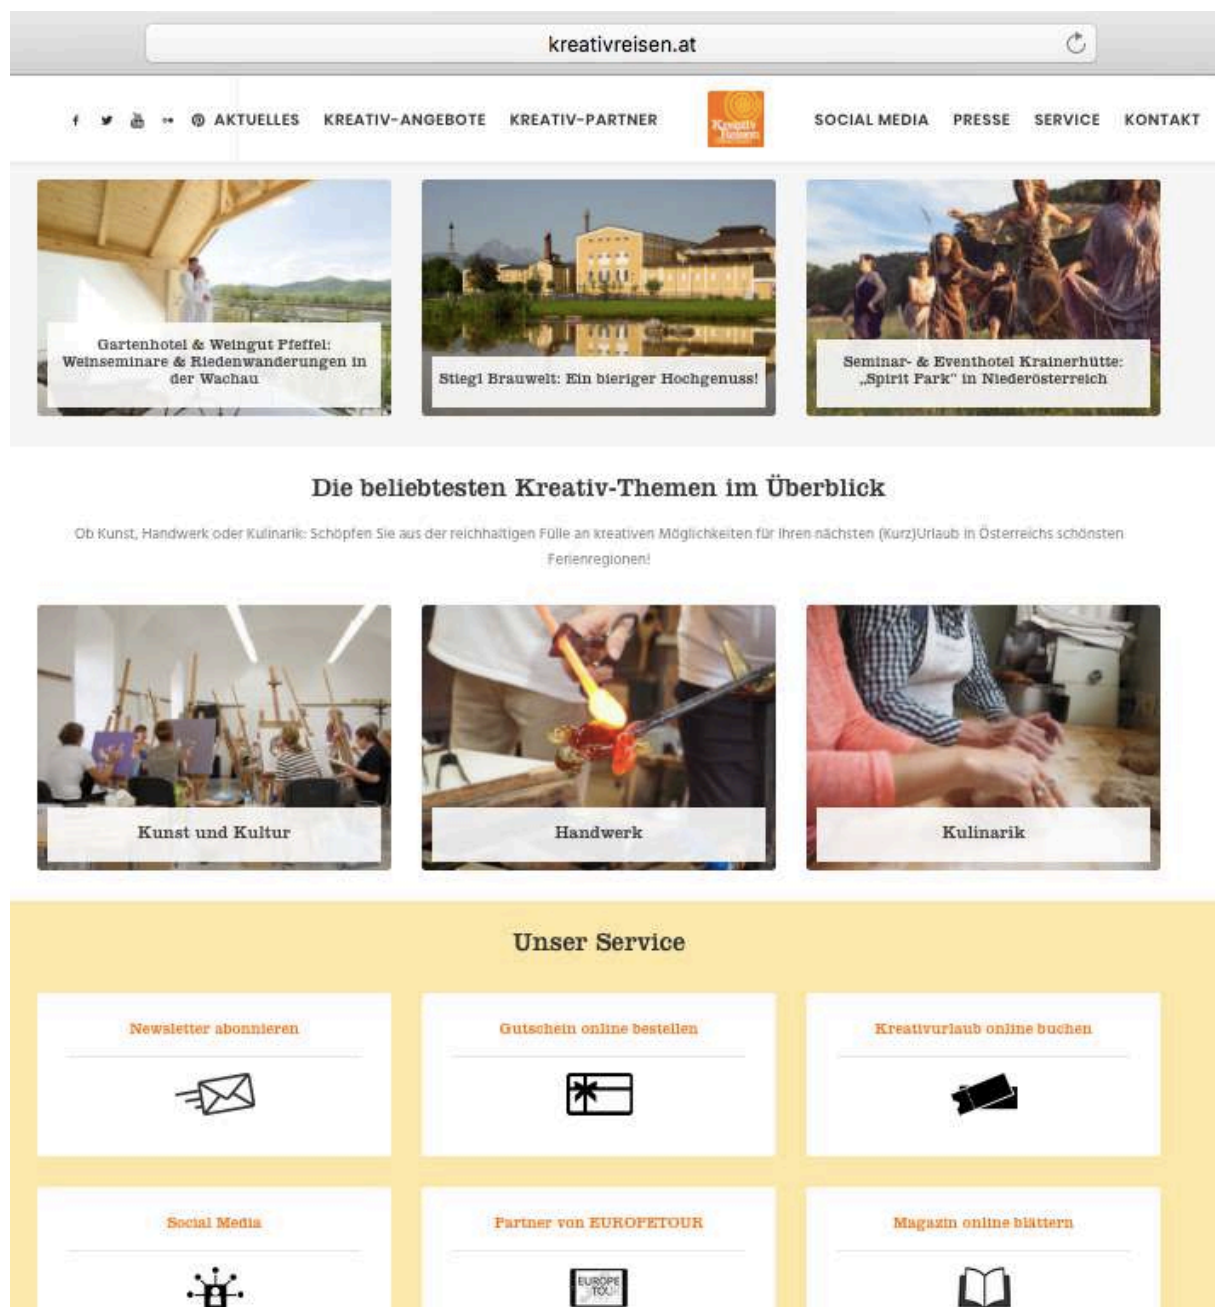 kreativreisen.at
AKTUELLES KREATIV-ANGEBOTE KREATIV-PARTNER
Kreativ
Reisen
SOCIAL MEDIA PRESSE SERVICE KONTAKT
Gartenhotel & Weingut Pfeffel:
Weinseminare & Riedenwanderungen in
der Wachau
Stiegl Brauwelt: Ein bieriger Hochgenuss!
Seminar- & Eventhotel Krainerhütte:
„Spirit Park“ in Niederösterreich
Die beliebtesten Kreativ-Themen im Überblick
Ob Kunst, Handwerk oder Kulinarik: Schöpfen Sie aus der reichhaltigen Fülle an kreativen Möglichkeiten für Ihren nächsten (Kurz)Urlaub in Österreichs schönsten
Ferienregionen!
Kunst und Kultur
Handwerk
Kulinarik
Unser Service
Newsletter abonnieren
Gutschein online bestellen
Kreativurlaub online buchen
Social Media
Partner von EUROPETOUR
EUROPE
TOUR
Magazin online blättern